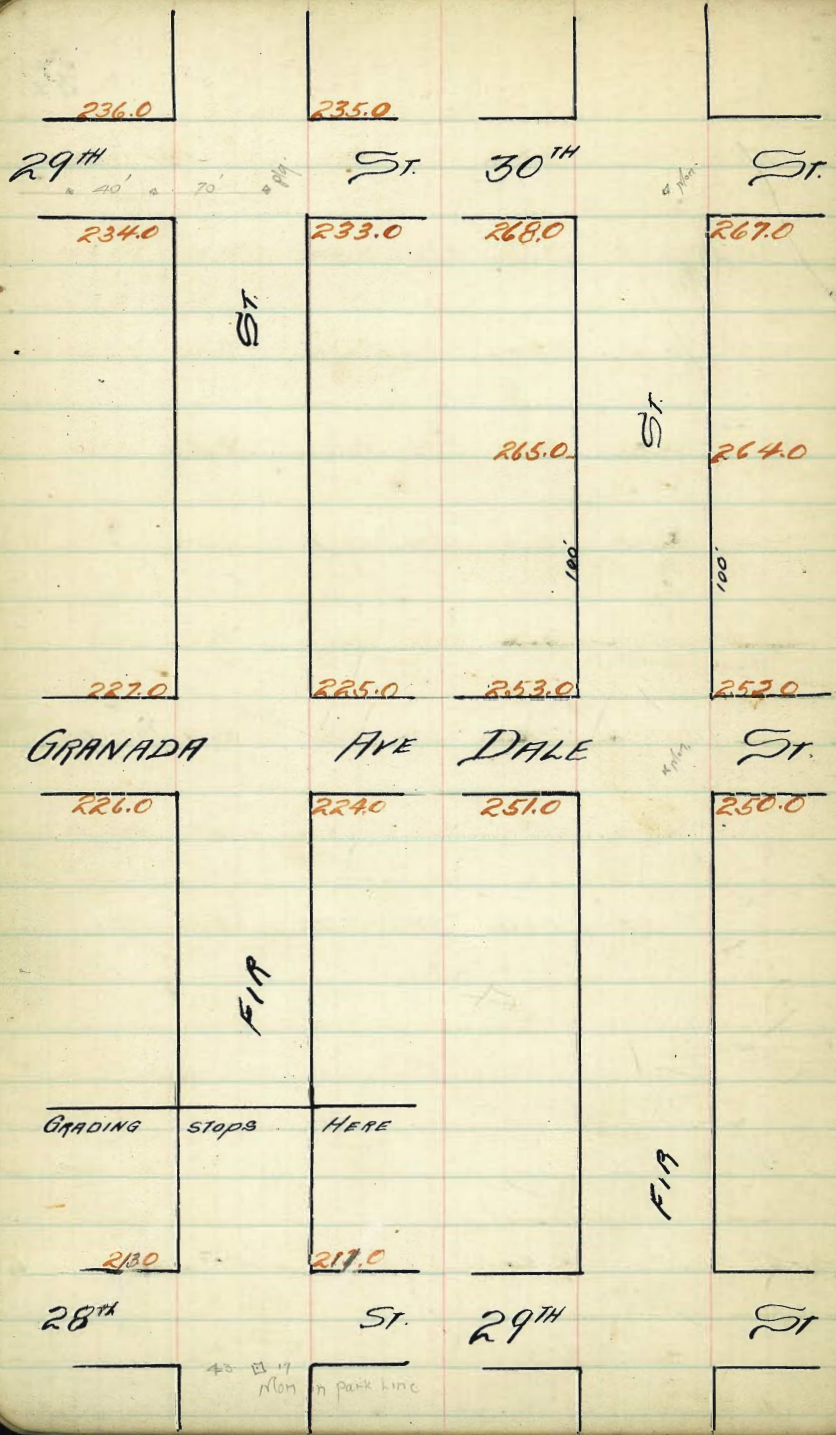 236.0 235.0
29TH ST. 30TH ST.
40' 70' Plg. Mon.
234.0 233.0 268.0 267.0
ST.
ST.
265.0 264.0
100' 100'
227.0 225.0 253.0 252.0
GRANADA AVE DALE ST.
226.0 224.0 251.0 250.0
FIR
GRADING STOPS HERE
FIR
213.0
28TH ST. 29TH ST
Mon in park Line